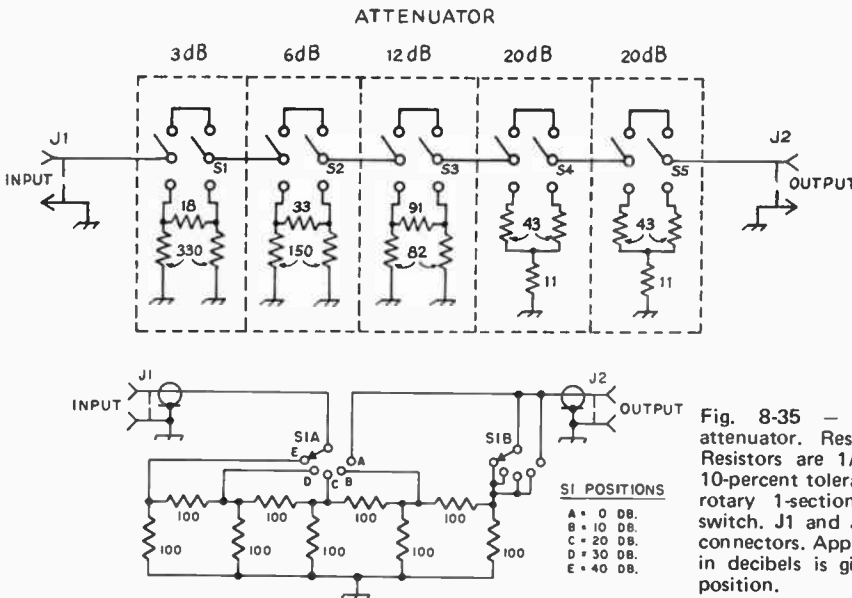 ATTENUATOR
3dB 6dB 12dB 20dB 20dB
J1 J2
S1 S2 S3 S4 S5
INPUT OUTPUT
18 33 91 43 43
330 150 82
11 11
J1 J2
INPUT OUTPUT
S1A S1B
E A
D C B
100 100 100 100
100 100 100 100 100
S1 POSITIONS
A = 0 DB.
B = 10 DB.
C = 20 DB.
D = 30 DB.
E = 40 DB.
Fig. 8-35 —
attenuator. Res
Resistors are 1/
10-percent tolera
rotary 1-section
switch. J1 and
connectors. App
in decibels is gi
position.